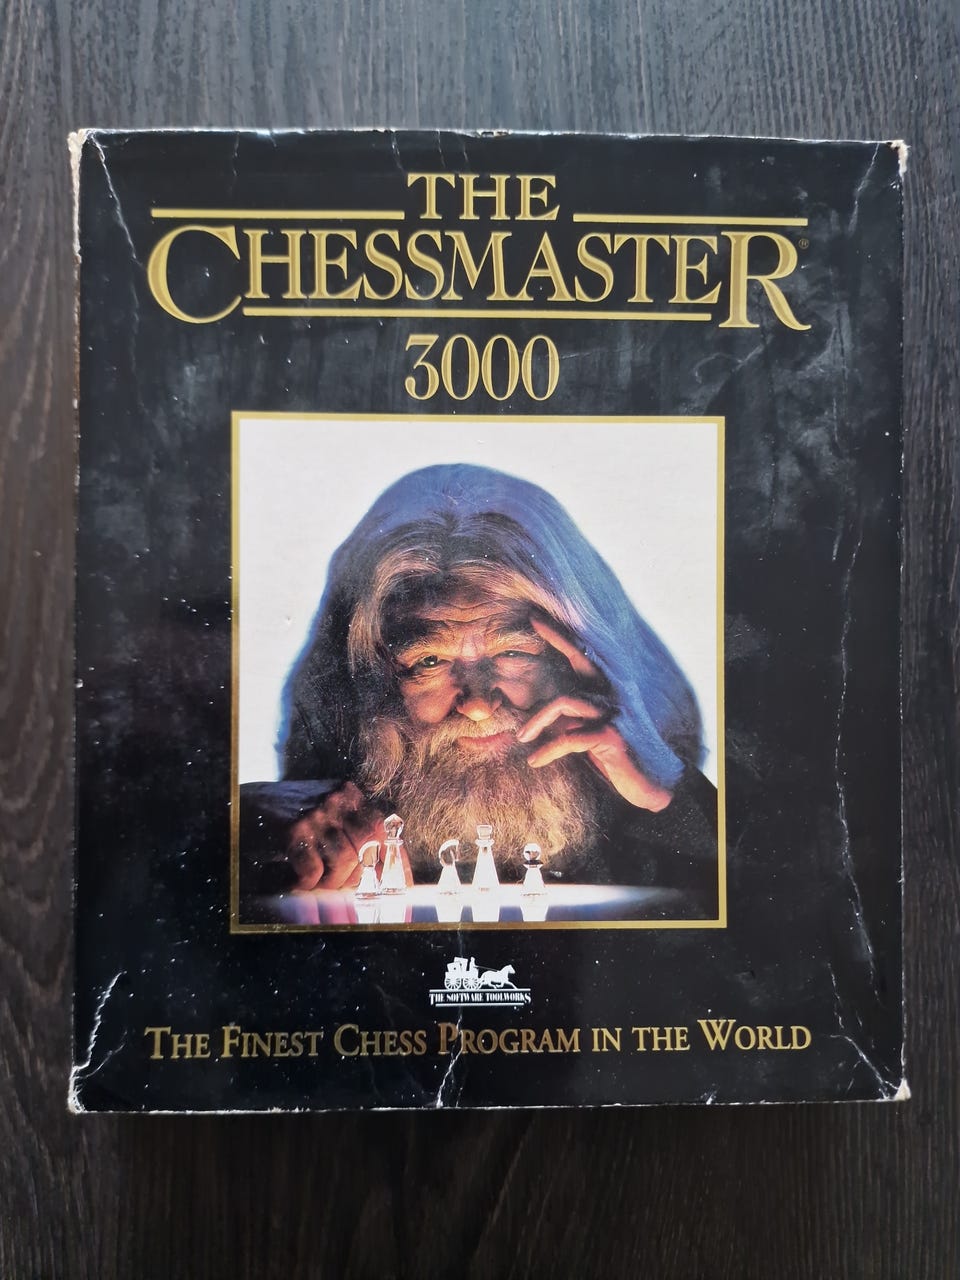 THE
CHESSMASTER®
3000
THE SOFTWARE TOOLWORKS
THE FINEST CHESS PROGRAM IN THE WORLD